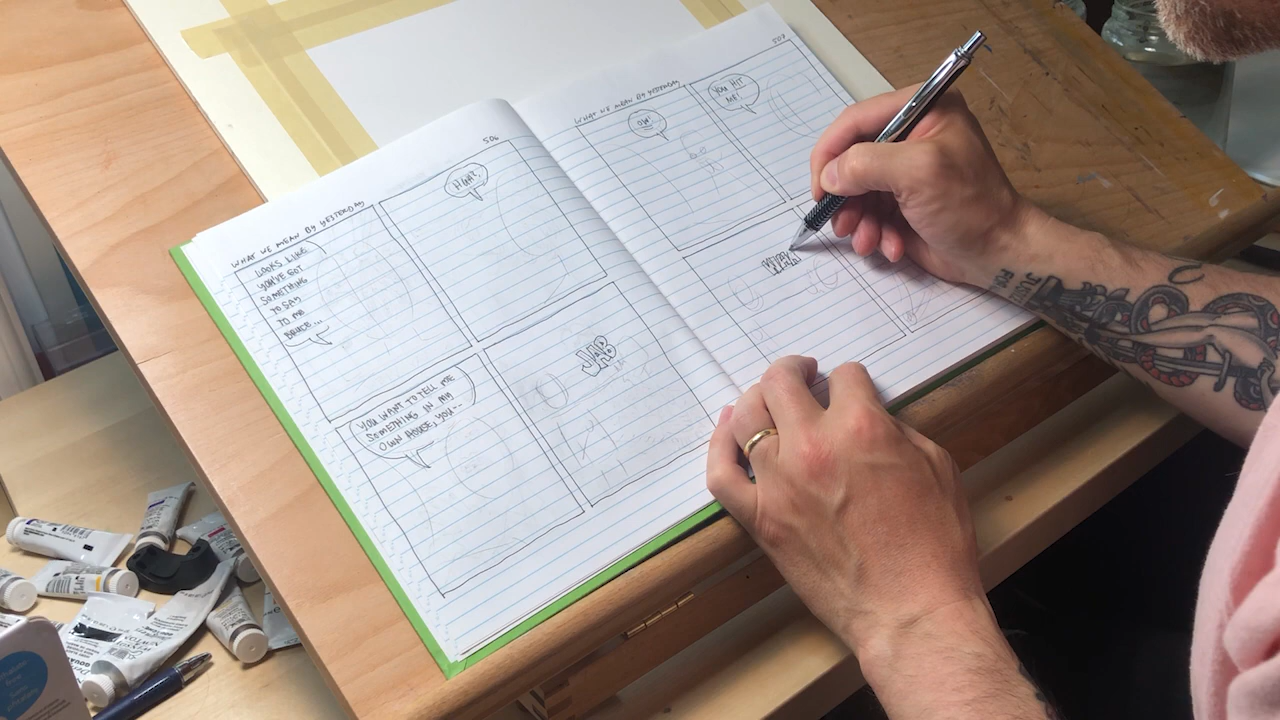 506
WHAT WE MEAN BY YESTERDAY
LOOKS LIKE
YOU'VE GOT
SOMETHING
TO SAY
TO ME
BRUCE...
YOU WANT TO TELL ME
SOMETHING IN MY
OWN HOUSE, YOU--
JAB
507
WHAT WE MEAN BY YESTERDAY
OW!
YOU HIT
ME!
FOR